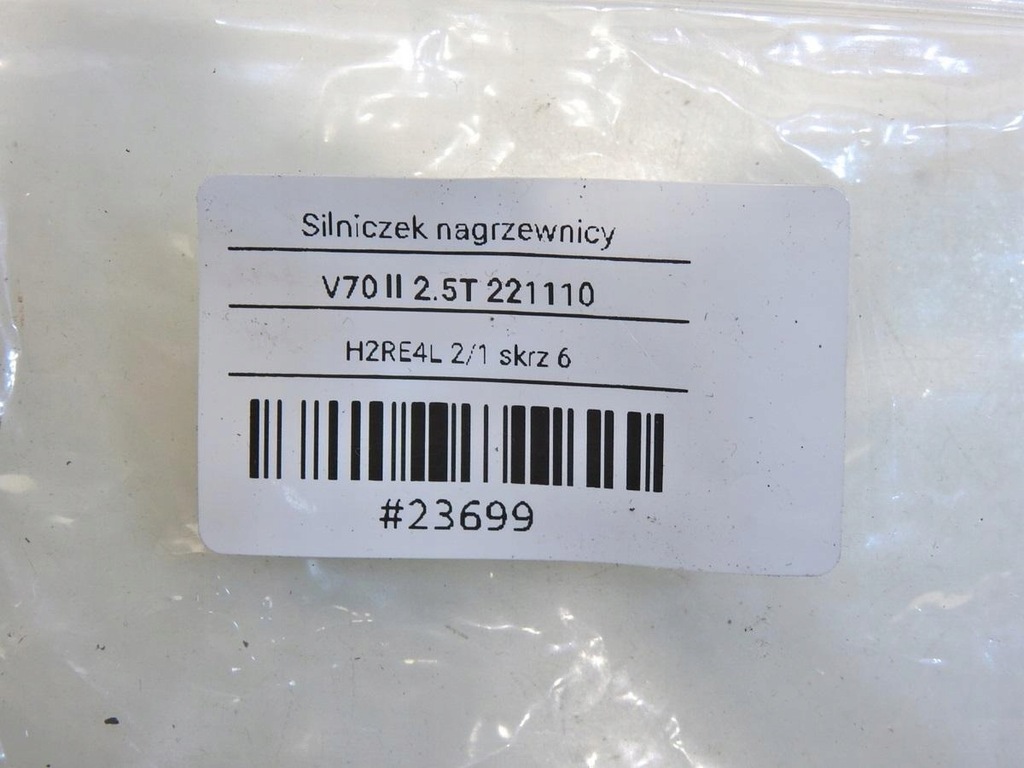 Silniczek nagrzewnicy
V70 II 2.5T 221110
H2RE4L 2/1 skrz 6
#23699